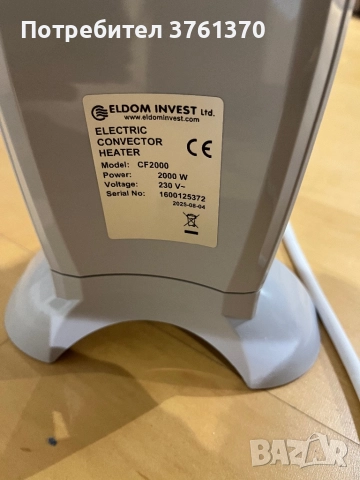 Потребител 3761370
ELDOM INVEST Ltd.
www.eldominvest.com
ELECTRIC
CONVECTOR
HEATER
CE
Model: CF2000
Power: 2000 W
Voltage: 230 V~
Serial No: 1600125372
2025-08-04
BAZAR